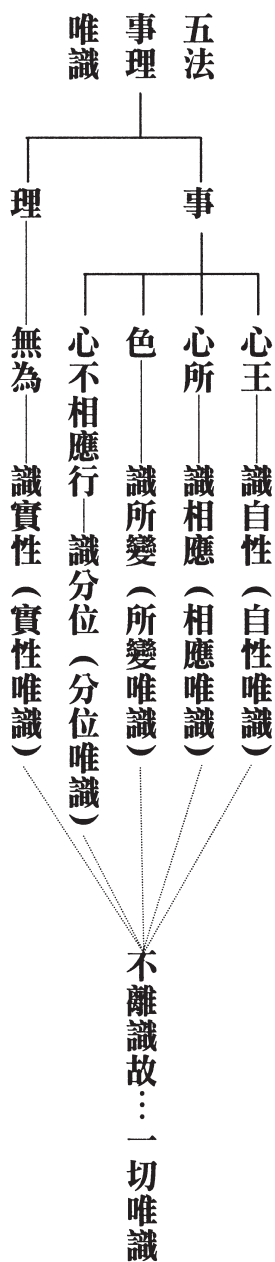 五法
事理
唯識
事
理
心王
心所
色
心不相應行
無為
識自性（自性唯識）
識相應（相應唯識）
識所變（所變唯識）
識分位（分位唯識）
識實性（實性唯識）
不離識故…一切唯識